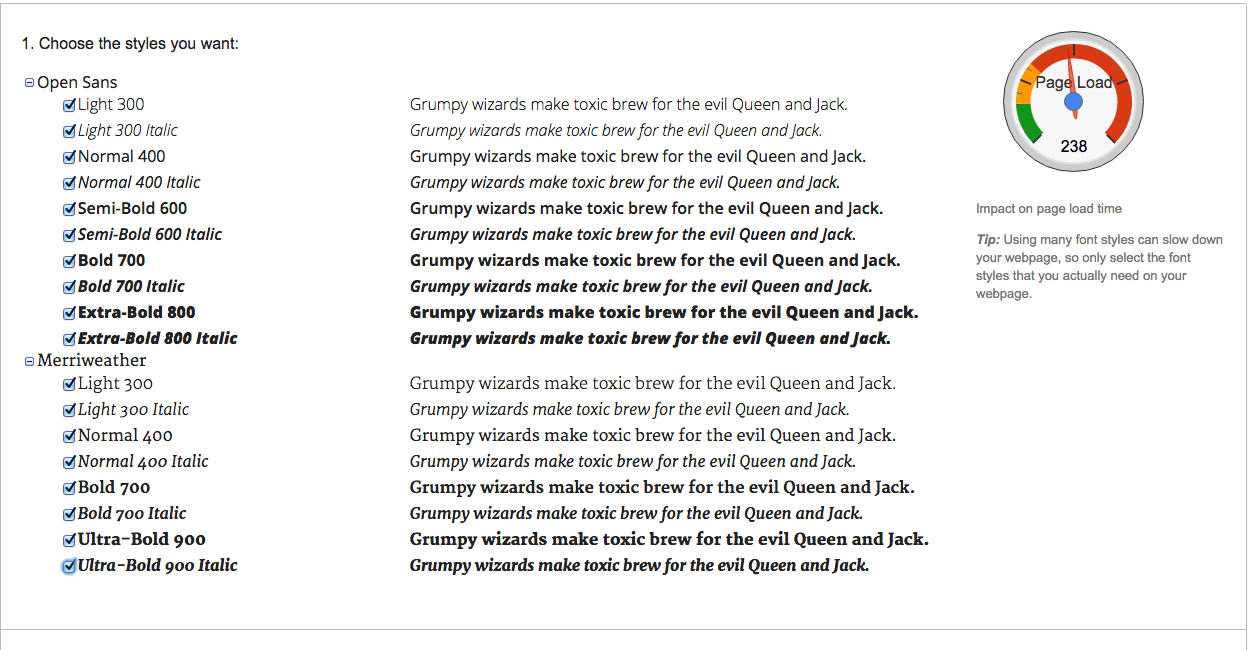 1. Choose the styles you want:
Open Sans
Light 300 Grumpy wizards make toxic brew for the evil Queen and Jack.
Light 300 Italic Grumpy wizards make toxic brew for the evil Queen and Jack.
Normal 400 Grumpy wizards make toxic brew for the evil Queen and Jack.
Normal 400 Italic Grumpy wizards make toxic brew for the evil Queen and Jack.
Semi-Bold 600 Grumpy wizards make toxic brew for the evil Queen and Jack.
Semi-Bold 600 Italic Grumpy wizards make toxic brew for the evil Queen and Jack.
Bold 700 Grumpy wizards make toxic brew for the evil Queen and Jack.
Bold 700 Italic Grumpy wizards make toxic brew for the evil Queen and Jack.
Extra-Bold 800 Grumpy wizards make toxic brew for the evil Queen and Jack.
Extra-Bold 800 Italic Grumpy wizards make toxic brew for the evil Queen and Jack.
Merriweather
Light 300 Grumpy wizards make toxic brew for the evil Queen and Jack.
Light 300 Italic Grumpy wizards make toxic brew for the evil Queen and Jack.
Normal 400 Grumpy wizards make toxic brew for the evil Queen and Jack.
Normal 400 Italic Grumpy wizards make toxic brew for the evil Queen and Jack.
Bold 700 Grumpy wizards make toxic brew for the evil Queen and Jack.
Bold 700 Italic Grumpy wizards make toxic brew for the evil Queen and Jack.
Ultra-Bold 900 Grumpy wizards make toxic brew for the evil Queen and Jack.
Ultra-Bold 900 Italic Grumpy wizards make toxic brew for the evil Queen and Jack.
Page Load
238
Impact on page load time
Tip: Using many font styles can slow down
your webpage, so only select the font
styles that you actually need on your
webpage.